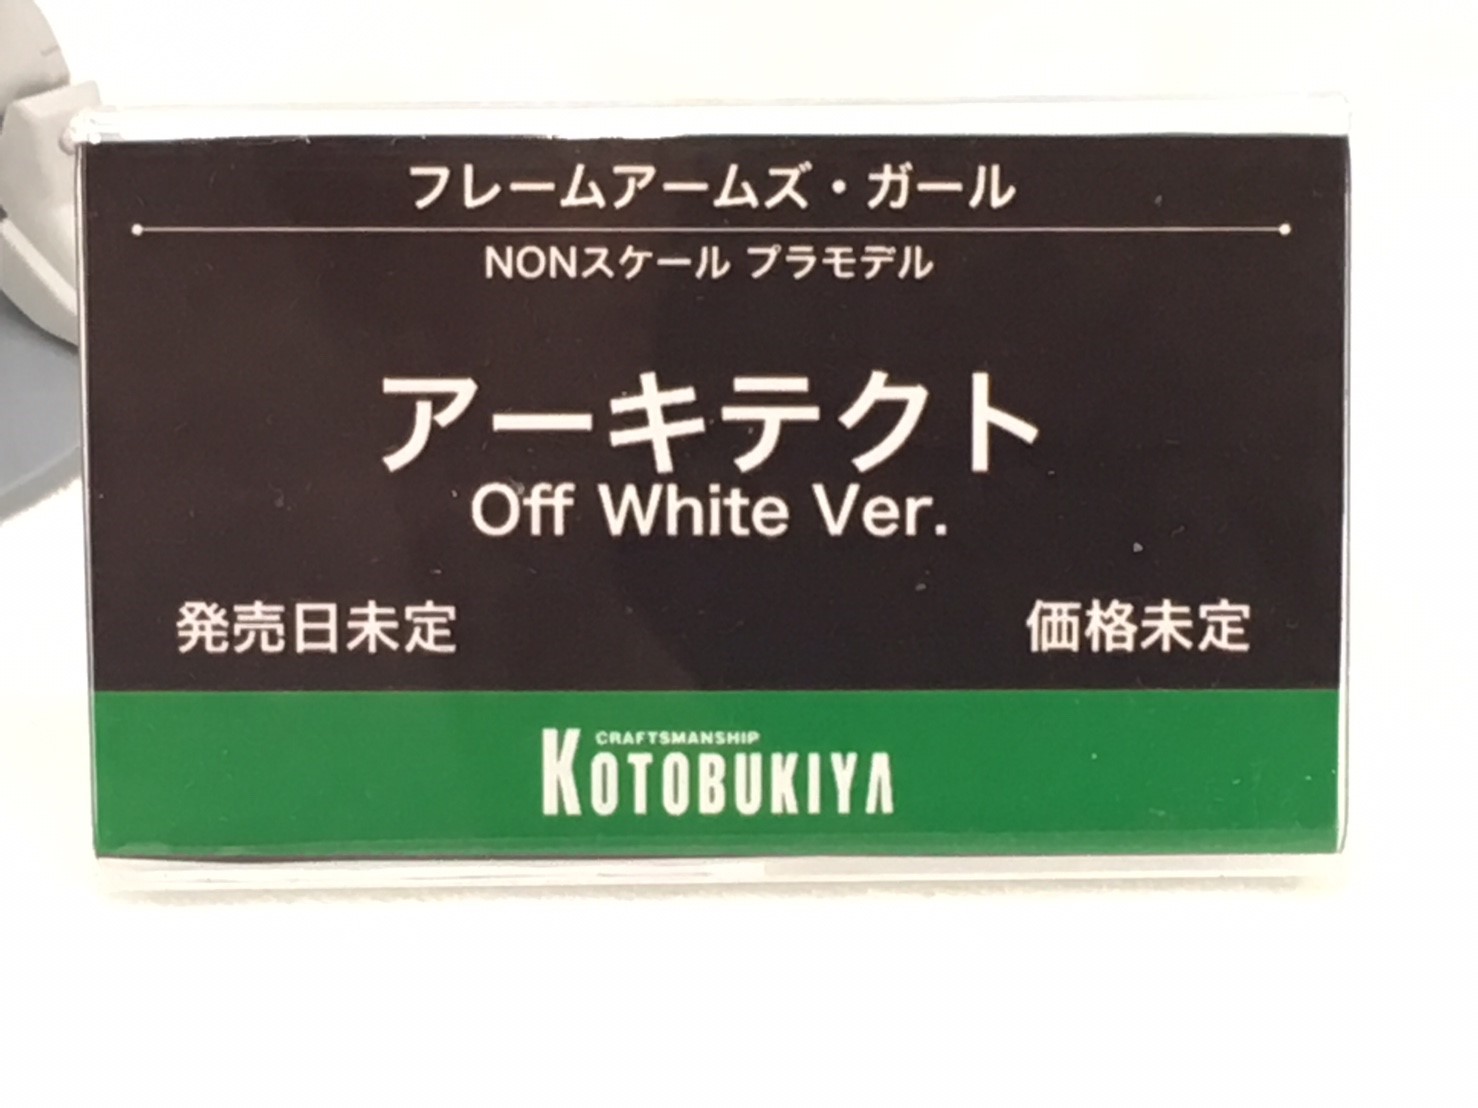 フレームアームズ・ガール
NONスケール プラモデル
アーキテクト
Off White Ver.
発売日未定
価格未定
CRAFTSMANSHIP
KOTOBUKIYA